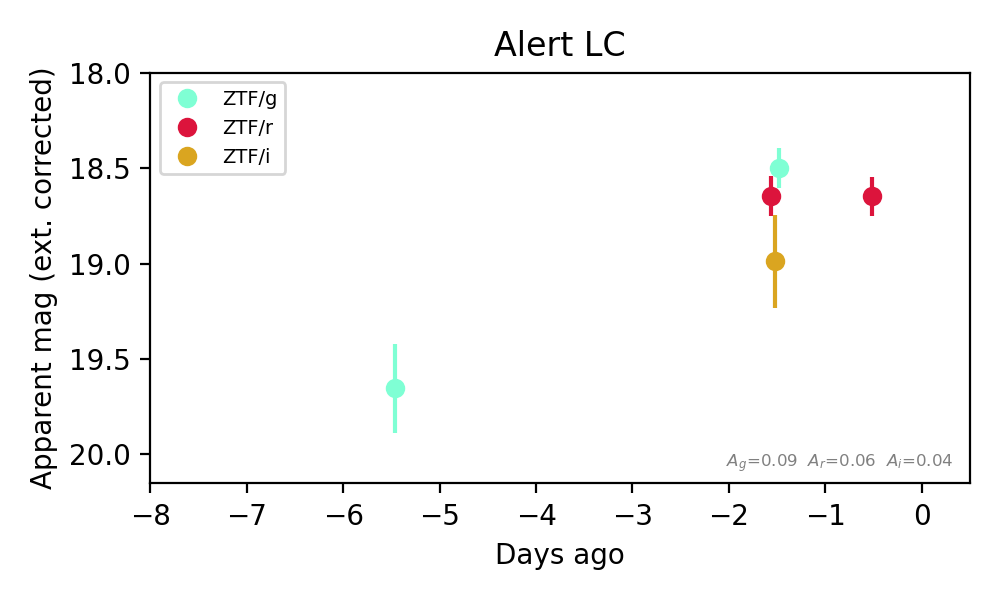 Alert LC
Apparent mag (ext. corrected)
18.0
18.5
19.0
19.5
20.0
ZTF/g
ZTF/r
ZTF/i
A_g=0.09 A_r=0.06 A_i=0.04
−8 −7 −6 −5 −4 −3 −2 −1 0
Days ago